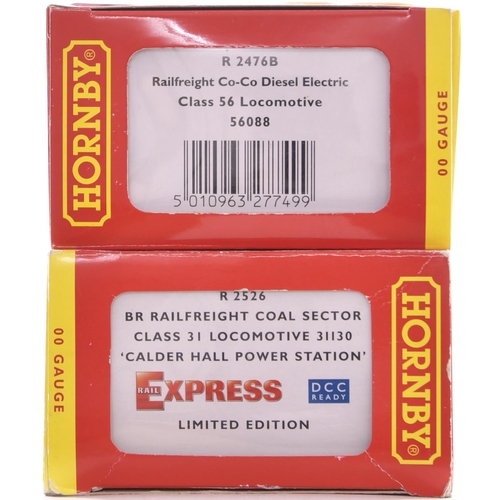 HORNBY®
R 2476B
Railfreight Co-Co Diesel Electric
Class 56 Locomotive
56088
5 010963 277499
00 GAUGE
00 GAUGE
R 2526
BR RAILFREIGHT COAL SECTOR
CLASS 31 LOCOMOTIVE 31130
‘CALDER HALL POWER STATION’
RAIL EXPRESS
DCC
READY
LIMITED EDITION
HORNBY®